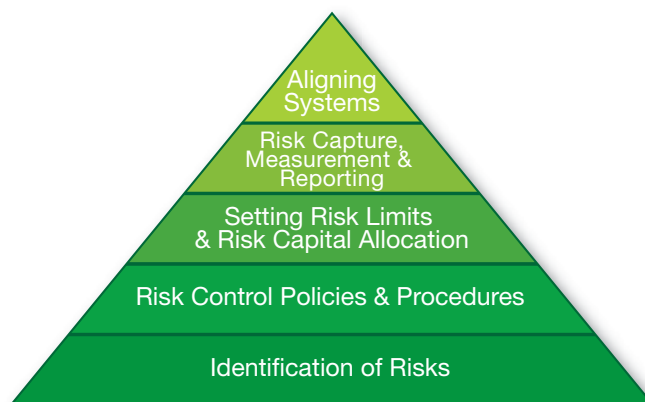 Aligning
Systems
Risk Capture,
Measurement &
Reporting
Setting Risk Limits
& Risk Capital Allocation
Risk Control Policies & Procedures
Identification of Risks